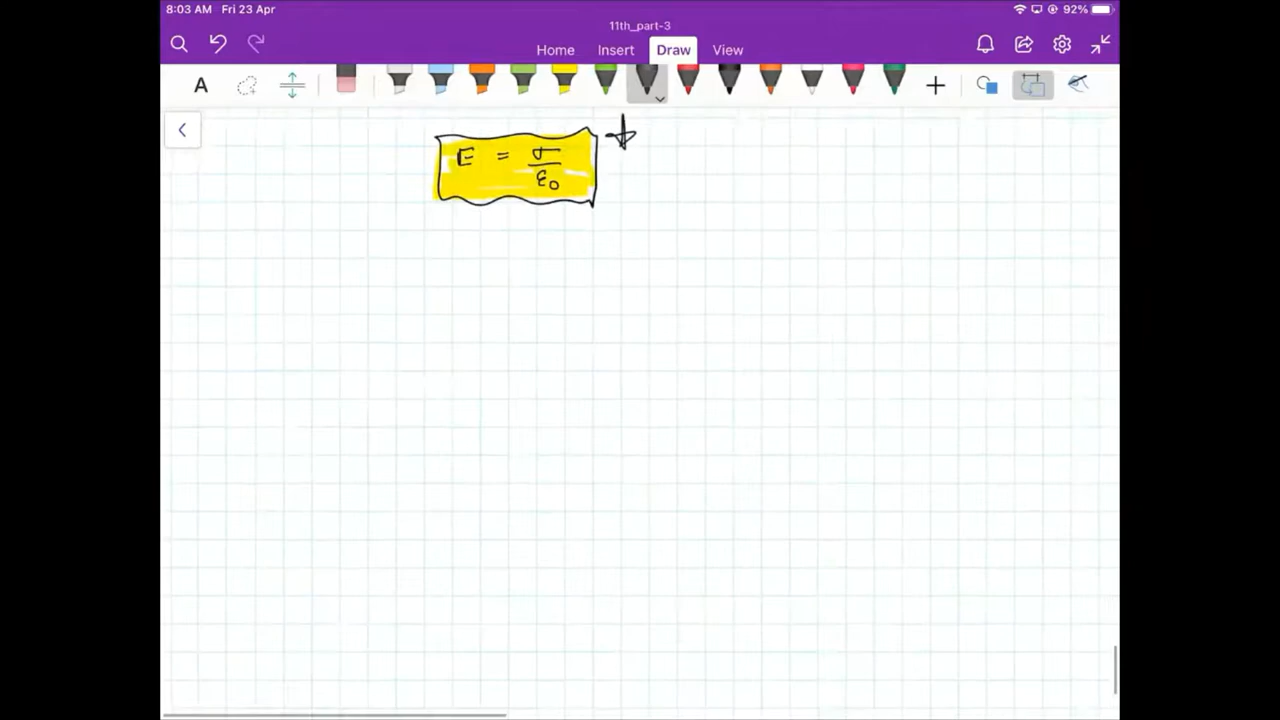 8:03 AM Fri 23 Apr
92%
11th_part-3
Home Insert Draw View
A
E = σ/ε₀